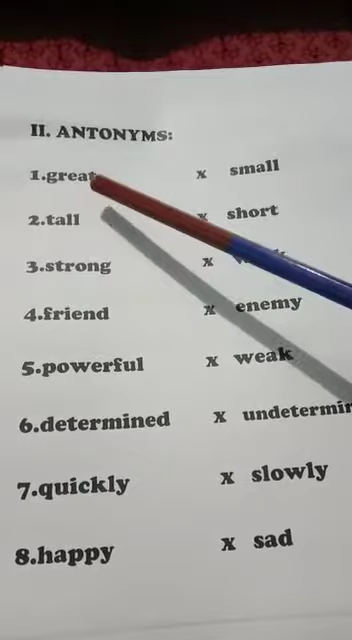 II. ANTONYMS:
1.great x small
2.tall x short
3.strong x
4.friend x enemy
5.powerful x weak
6.determined x undetermin
7.quickly x slowly
8.happy x sad